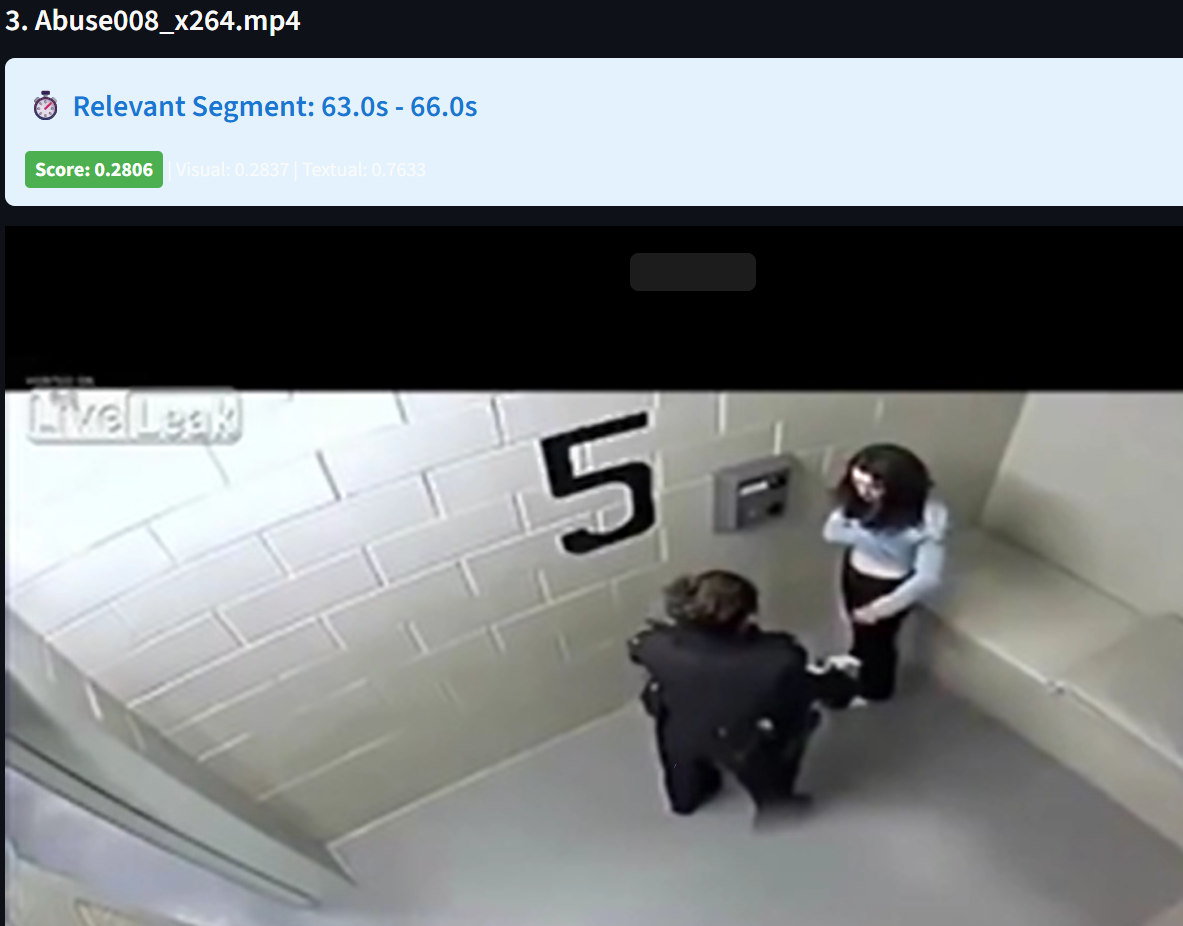 3. Abuse008_x264.mp4
Relevant Segment: 63.0s - 66.0s
Score: 0.2806 | Visual: 0.2837 | Textual: 0.7633
LiveLeak
5